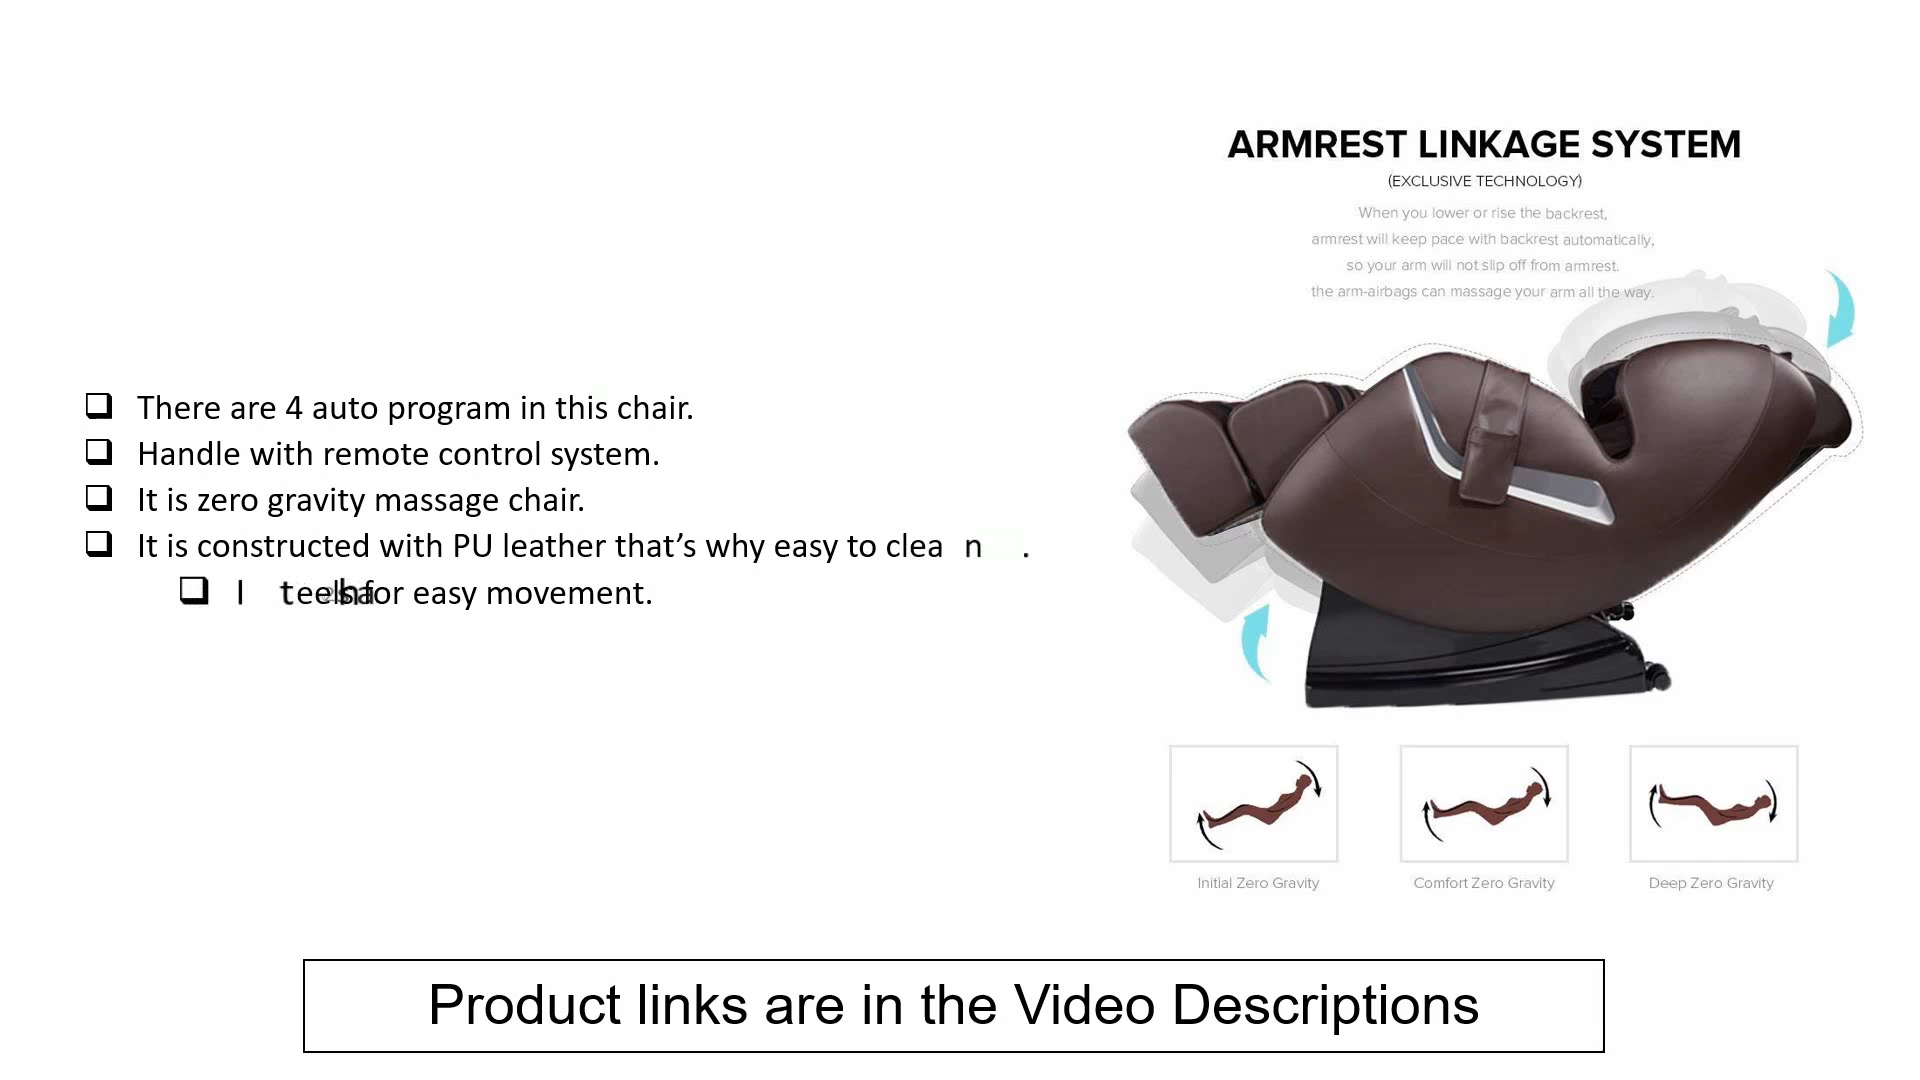 There are 4 auto program in this chair.
Handle with remote control system.
It is zero gravity massage chair.
It is constructed with PU leather that’s why easy to clean.
for easy movement.
ARMREST LINKAGE SYSTEM
(EXCLUSIVE TECHNOLOGY)
When you lower or rise the backrest,
armrest will keep pace with backrest automatically,
so your arm will not slip off from armrest.
the arm-airbags can massage your arm all the way.
Initial Zero Gravity
Comfort Zero Gravity
Deep Zero Gravity
Product links are in the Video Descriptions